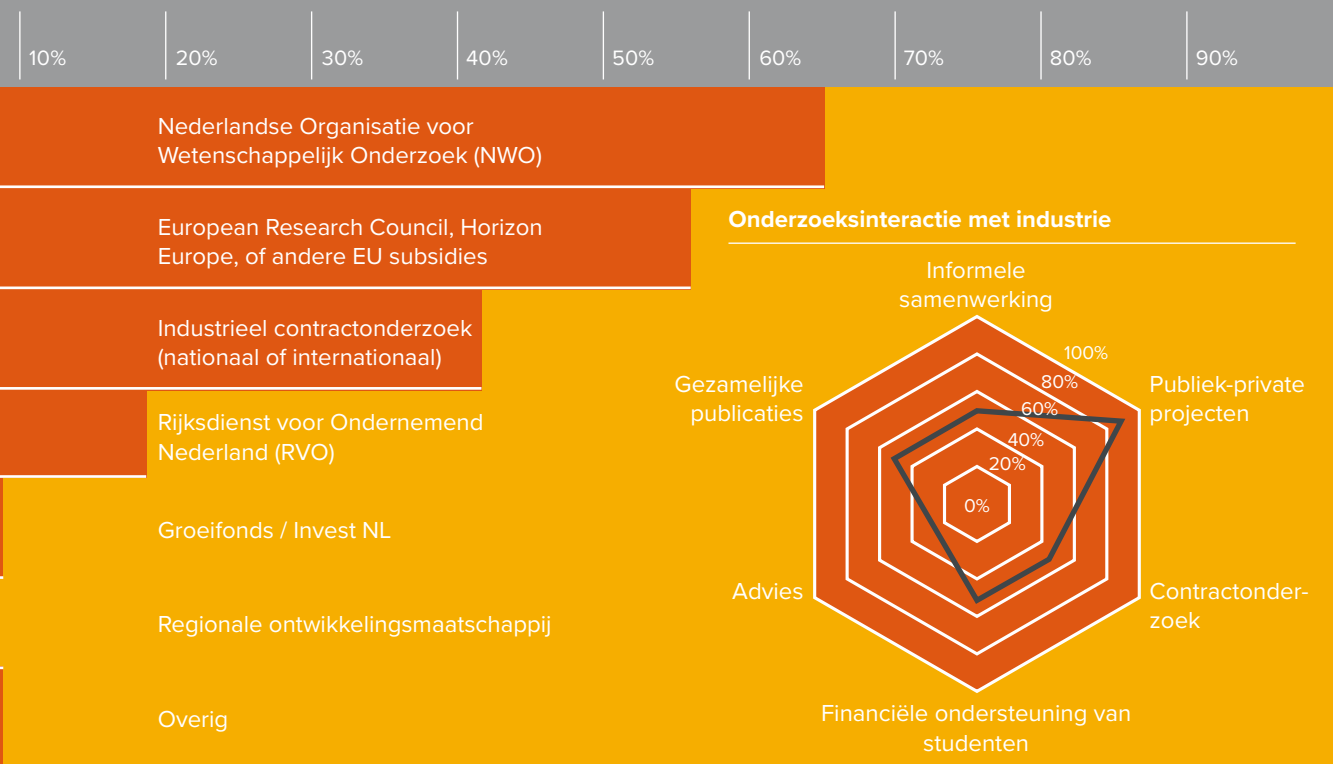 10%
20%
30%
40%
50%
60%
70%
80%
90%
Nederlandse Organisatie voor
Wetenschappelijk Onderzoek (NWO)
European Research Council, Horizon
Europe, of andere EU subsidies
Industrieel contractonderzoek
(nationaal of internationaal)
Rijksdienst voor Ondernemend
Nederland (RVO)
Groeifonds / Invest NL
Regionale ontwikkelingsmaatschappij
Overig
Onderzoeksinteractie met industrie
Informele
samenwerking
100%
80%
60%
40%
20%
0%
Gezamelijke
publicaties
Publiek-private
projecten
Advies
Contractonder-
zoek
Financiële ondersteuning van
studenten